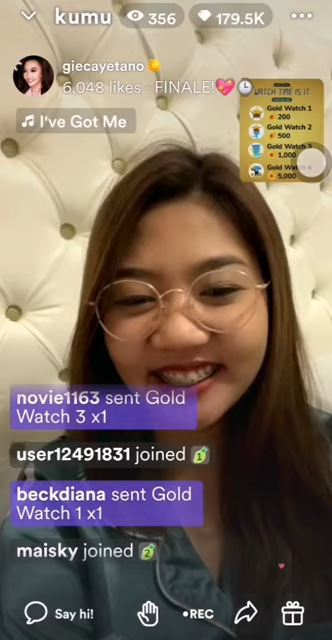 kumu 356 179.5K
giecayetano
6,048 likes · FINALE!
I've Got Me
WATCH TIME IS IT
Gold Watch 1
200
Gold Watch 2
500
Gold Watch 3
1,000
5,000
novie1163 sent Gold
Watch 3 x1
user12491831 joined 1
beckdiana sent Gold
Watch 1 x1
maisky joined 2
Say hi! •REC